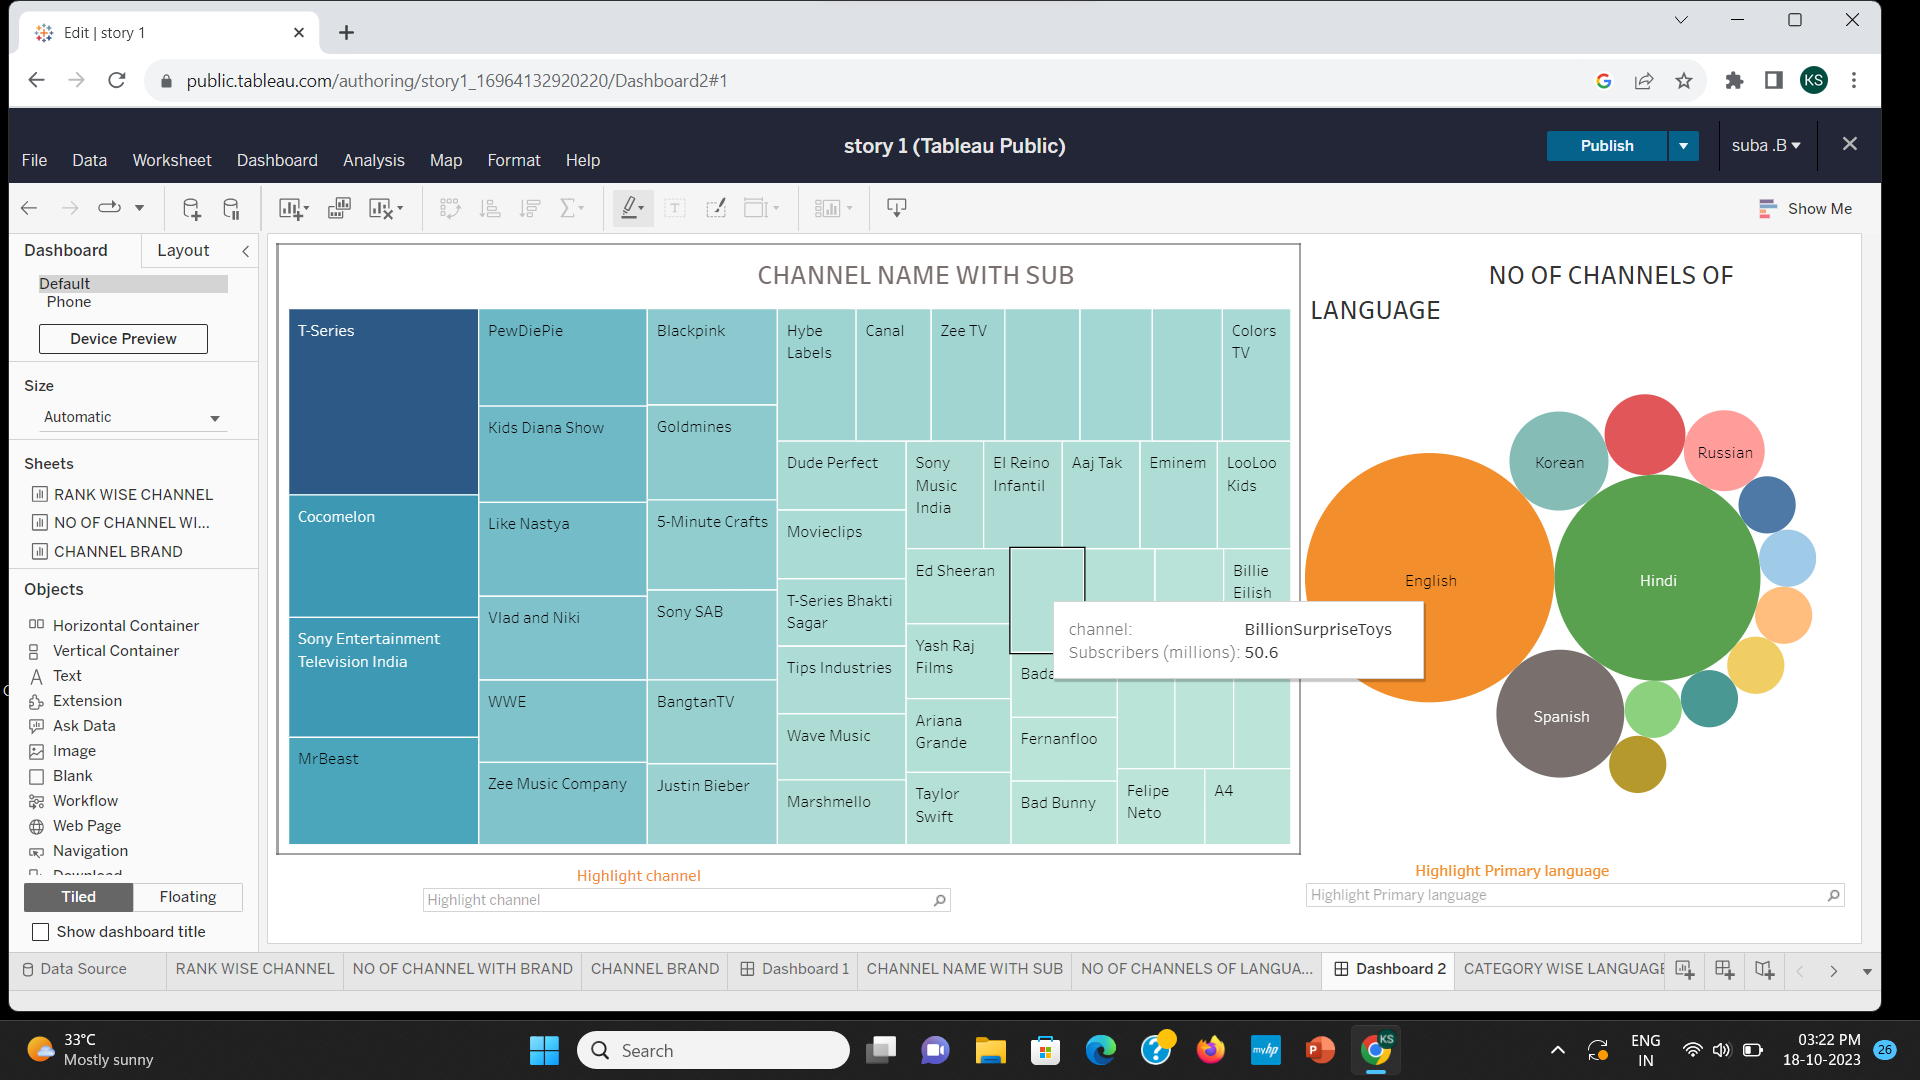 Edit | story 1
public.tableau.com/authoring/story1_16964132920220/Dashboard2#1
KS
story 1 (Tableau Public)
File Data Worksheet Dashboard Analysis Map Format Help
Publish
suba .B
Show Me
Dashboard
Layout
Default
Phone
Device Preview
Size
Automatic
Sheets
RANK WISE CHANNEL
NO OF CHANNEL WI...
CHANNEL BRAND
Objects
Horizontal Container
Vertical Container
Text
Extension
Ask Data
Image
Blank
Workflow
Web Page
Navigation
Download
Tiled
Floating
Show dashboard title
CHANNEL NAME WITH SUB
T-Series
Cocomelon
Sony Entertainment
Television India
MrBeast
PewDiePie
Kids Diana Show
Like Nastya
Vlad and Niki
WWE
Zee Music Company
Blackpink
Goldmines
5-Minute Crafts
Sony SAB
BangtanTV
Justin Bieber
Hybe
Labels
Canal
Zee TV
Colors
TV
Dude Perfect
Movieclips
T-Series Bhakti
Sagar
Tips Industries
Wave Music
Marshmello
Sony
Music
India
El Reino
Infantil
Aaj Tak
Eminem
LooLoo
Kids
Ed Sheeran
Yash Raj
Films
Ariana
Grande
Taylor
Swift
Billie
Eilish
channel: BillionSurpriseToys
Subscribers (millions): 50.6
Bada
Fernanfloo
Bad Bunny
Felipe
Neto
A4
Highlight channel
Highlight channel
NO OF CHANNELS OF
LANGUAGE
Korean
Russian
English
Hindi
Spanish
Highlight Primary language
Highlight Primary language
Data Source
RANK WISE CHANNEL
NO OF CHANNEL WITH BRAND
CHANNEL BRAND
Dashboard 1
CHANNEL NAME WITH SUB
NO OF CHANNELS OF LANGUA...
Dashboard 2
CATEGORY WISE LANGUAGE
33°C
Mostly sunny
Search
myhp
KS
ENG
IN
03:22 PM
18-10-2023
26